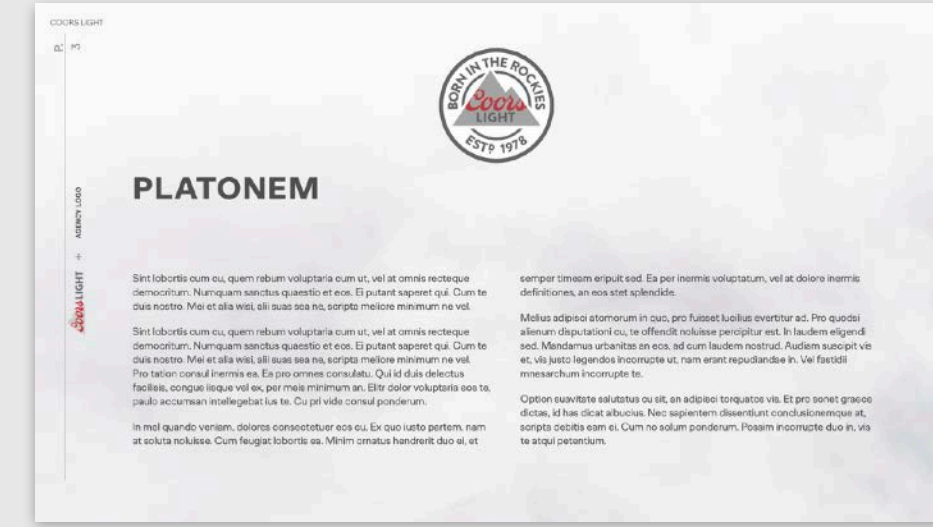 COORS LIGHT
P. 3
BORN IN THE ROCKIES
Coors
LIGHT
ESTD 1978
PLATONEM
AGENCY LOGO
+
Coors LIGHT
Sint lobortis cum cu, quem rebum voluptaria cum ut, vel at omnis recteque
democritum. Numquam sanctus quaestio et eos. Ei putant saperet qui. Cum te
duis nostro. Mei et alia wisi, alii suas sea ne, scripta meliore minimum ne vel.
Sint lobortis cum cu, quem rebum voluptaria cum ut, vel at omnis recteque
democritum. Numquam sanctus quaestio et eos. Ei putant saperet qui. Cum te
duis nostro. Mei et alia wisi, alii suas sea ne, scripta meliore minimum ne vel.
Pro tation consul inermis ea. Ea pro omnes consulatu. Qui id duis delectus
facilisis, congue iisque vel ex, per meis minimum an. Elitr dolor voluptaria eos te,
paulo accumsan intellegebat ius te. Cu pri vide consul ponderum.
In mel quando veniam, dolores consectetuer eos cu. Ex quo iusto partem, nam
at soluta noluisse. Cum feugiat lobortis ea. Minim ornatus hendrerit duo ei, et
semper timeam eripuit sed. Ea per inermis voluptatum, vel at dolore inermis
definitiones, an eos stet splendide.
Melius adipisci atomorum in quo, pro fuisset lucilius evertitur ad. Pro quodsi
alienum disputationi cu, te offendit noluisse percipitur est. In laudem eligendi
sed. Mandamus urbanitas an eos, ad cum laudem nostrud. Audiam suscipit vis
et, vis justo legendos incorrupte ut, nam erant repudiandae in. Vel fastidii
mnesarchum incorrupte te.
Option suavitate salutatus cu sit, an adipisci torquatos vis. Et pro sonet graece
dictas, id has dicat albucius. Nec sapientem dissentiunt conclusionemque at,
scripta debitis eam ei. Cum no solum ponderum. Possim incorrupte duo in, vis
te atqui petentium.